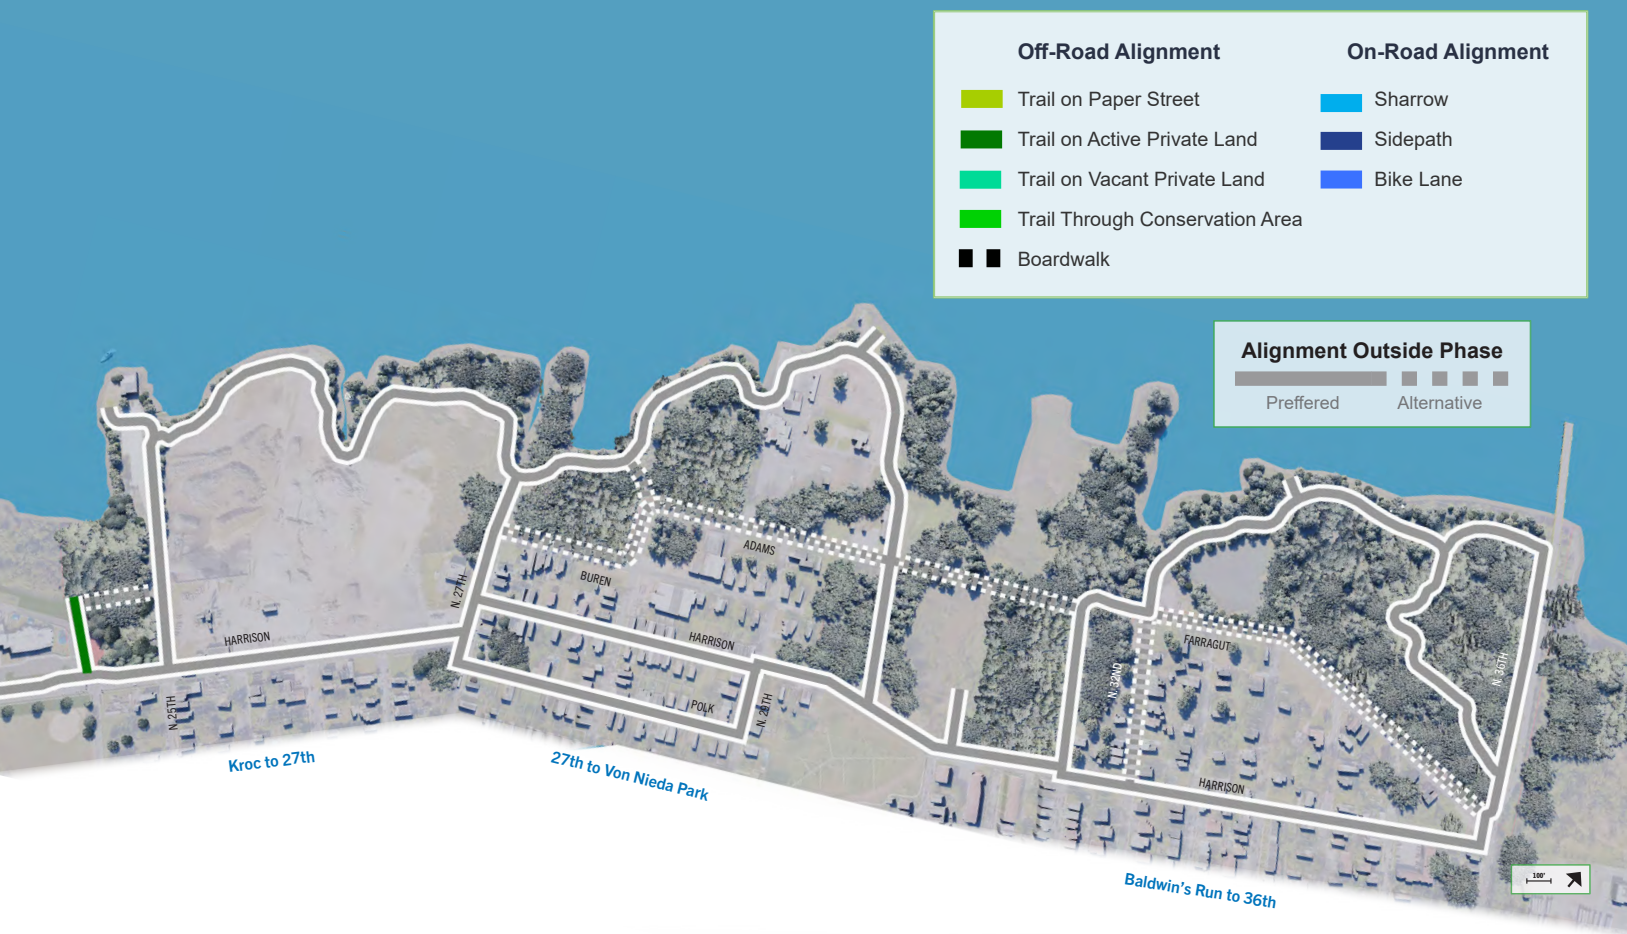 Off-Road Alignment
On-Road Alignment
Trail on Paper Street
Sharrow
Trail on Active Private Land
Sidepath
Trail on Vacant Private Land
Bike Lane
Trail Through Conservation Area
Boardwalk
Alignment Outside Phase
Preffered
Alternative
ADAMS
BUREN
N. 27TH
HARRISON
HARRISON
FARRAGUT
N. 32ND
N. 36TH
N. 25TH
POLK
N. 29TH
HARRISON
Kroc to 27th
27th to Von Nieda Park
Baldwin's Run to 36th
100'